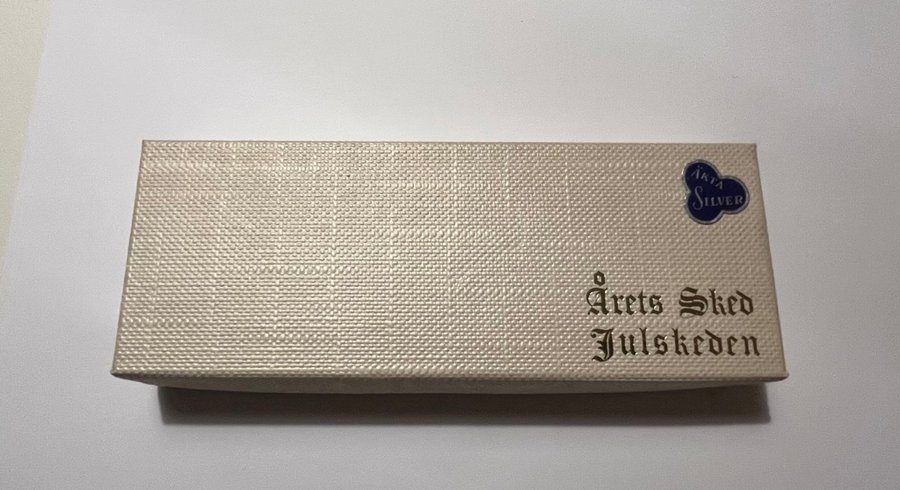 ÄKTA
SILVER
Årets Sked
Julskeden